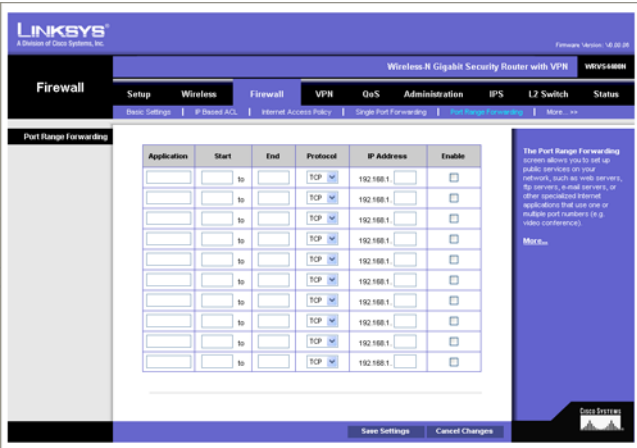 LINKSYS®
A Division of Cisco Systems, Inc.
Firmware Version: V0.00.06
Wireless-N Gigabit Security Router with VPN WRVS4400N
Firewall
Setup Wireless Firewall VPN QoS Administration IPS L2 Switch Status
Basic Settings | IP Based ACL | Internet Access Policy | Single Port Forwarding | Port Range Forwarding | More... >>
Port Range Forwarding
Application Start End Protocol IP Address Enable
to TCP 192.168.1.
to TCP 192.168.1.
to TCP 192.168.1.
to TCP 192.168.1.
to TCP 192.168.1.
to TCP 192.168.1.
to TCP 192.168.1.
to TCP 192.168.1.
to TCP 192.168.1.
to TCP 192.168.1.
The Port Range Forwarding
screen allows you to set up
public services on your
network, such as web servers,
ftp servers, e-mail servers, or
other specialized Internet
applications that use one or
multiple port numbers (e.g.
video conference).
More...
Save Settings Cancel Changes
CISCO SYSTEMS